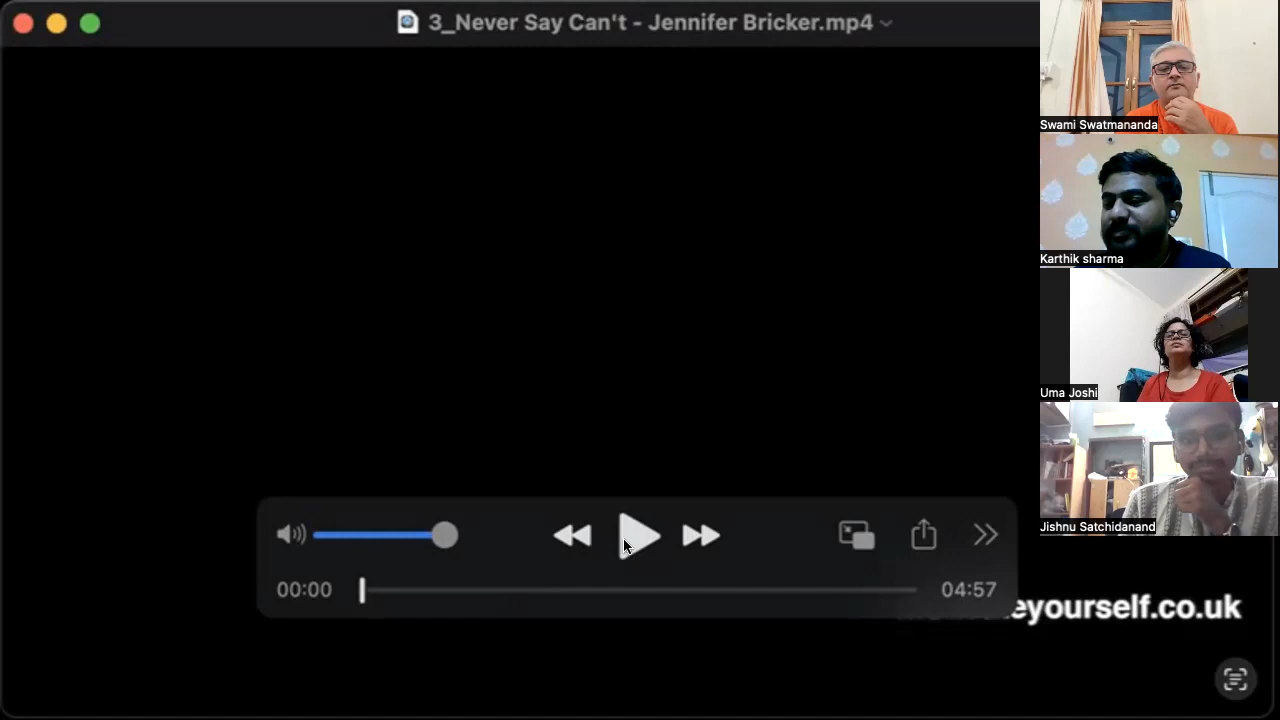 3_Never Say Can't - Jennifer Bricker.mp4
Swami Swatmananda
Karthik sharma
Uma Joshi
Jishnu Satchidanand
00:00
04:57
eyourself.co.uk